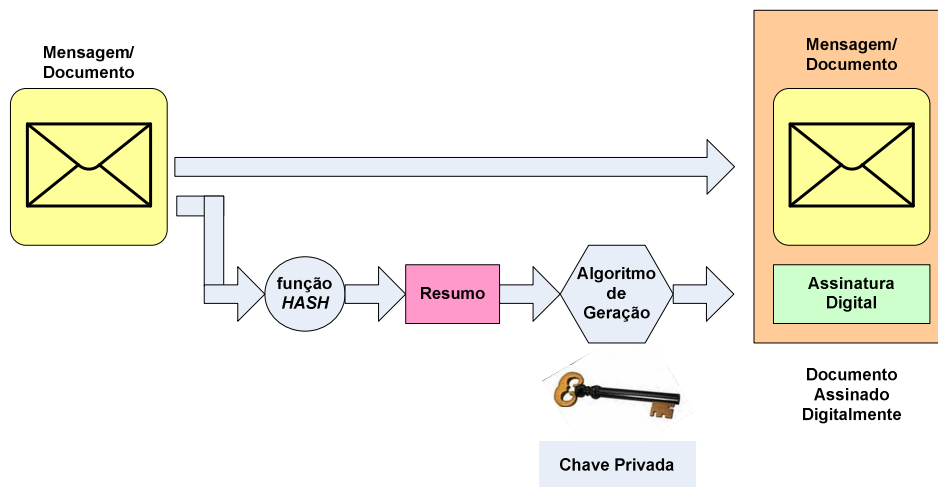 Mensagem/
Documento
Mensagem/
Documento
função
HASH
Resumo
Algoritmo
de
Geração
Assinatura
Digital
Chave Privada
Documento
Assinado
Digitalmente